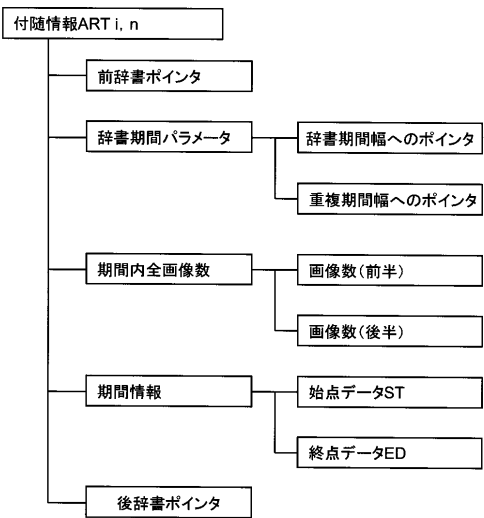 付随情報ART i, n
前辞書ポインタ
辞書期間パラメータ
辞書期間幅へのポインタ
重複期間幅へのポインタ
期間内全画像数
画像数(前半)
画像数(後半)
期間情報
始点データST
終点データED
後辞書ポインタ